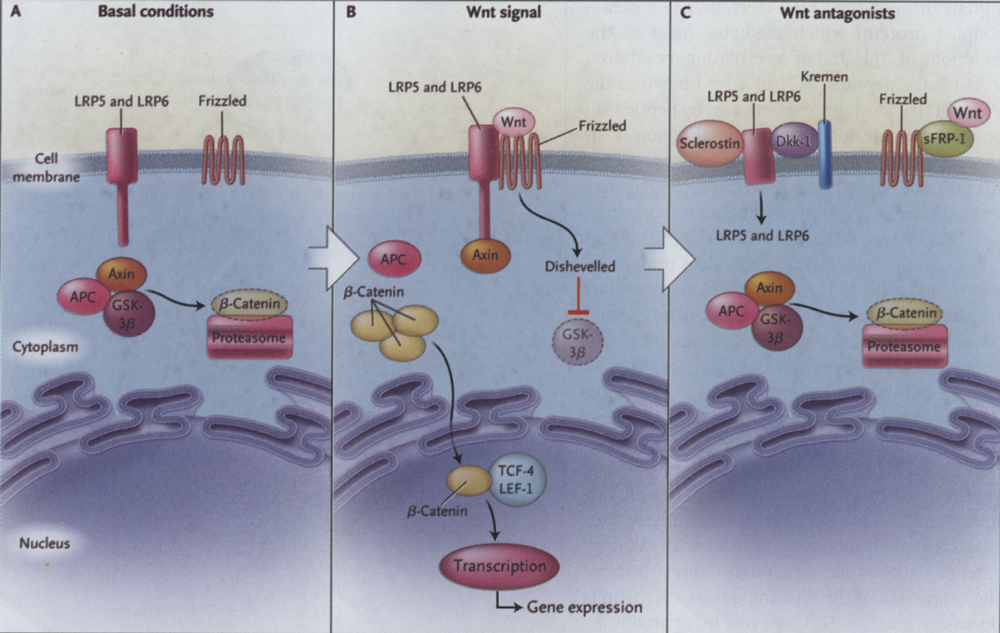 A Basal conditions
LRP5 and LRP6
Frizzled
Cell
membrane
Axin
APC
GSK-
3β
β-Catenin
Proteasome
Cytoplasm
Nucleus
B Wnt signal
LRP5 and LRP6
Wnt
Frizzled
APC
Axin
Dishevelled
β-Catenin
GSK-
3β
TCF-4
LEF-1
β-Catenin
Transcription
Gene expression
C Wnt antagonists
Kremen
LRP5 and LRP6
Frizzled
Wnt
Sclerostin
Dkk-1
sFRP-1
LRP5 and LRP6
Axin
APC
GSK-
3β
β-Catenin
Proteasome